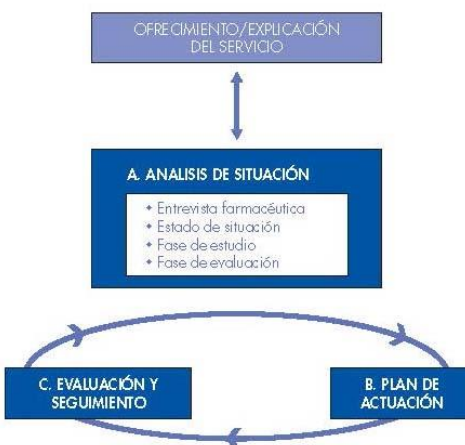 OFRECIMIENTO/EXPLICACIÓN
DEL SERVICIO
A. ANALISIS DE SITUACIÓN
✦ Entrevista farmacéutica
✦ Estado de situación
✦ Fase de estudio
✦ Fase de evaluación
C. EVALUACIÓN Y
SEGUIMIENTO
B. PLAN DE
ACTUACIÓN